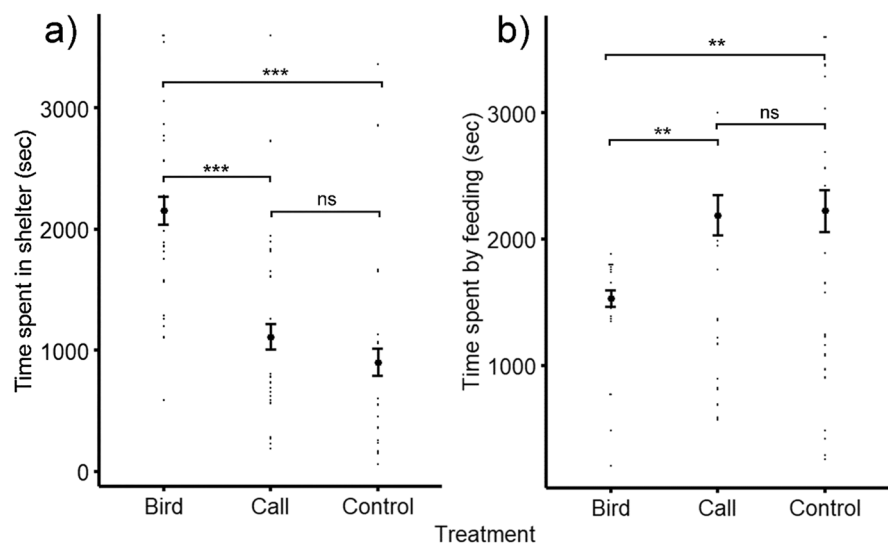 a)
Time spent in shelter (sec)
3000
2000
1000
0
***
***
ns
Bird
Call
Control
b)
Time spent by feeding (sec)
3000
2000
1000
**
**
ns
Bird
Call
Control
Treatment